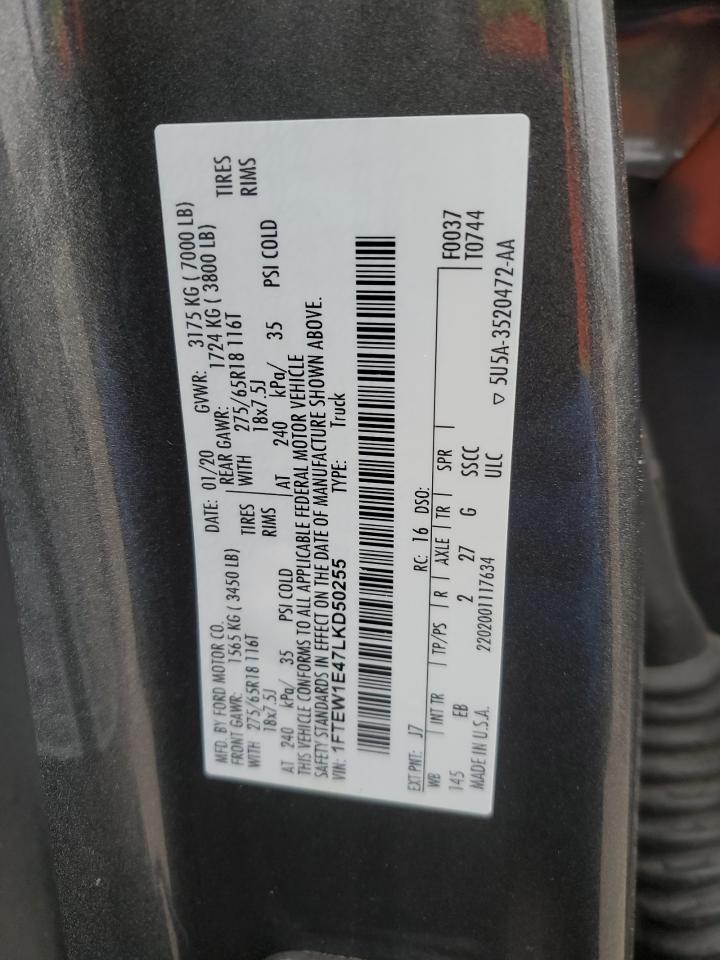 MFD. BY FORD MOTOR CO.
DATE: 01/20 GVWR: 3175 KG ( 7000 LB)
FRONT GAWR: 1565 KG ( 3450 LB)
REAR GAWR: 1724 KG ( 3800 LB)
WITH 275/65R18 116T TIRES
WITH 275/65R18 116T TIRES
18x7.5J RIMS
18x7.5J RIMS
AT 240 kPa/ 35 PSI COLD
AT 240 kPa/ 35 PSI COLD
THIS VEHICLE CONFORMS TO ALL APPLICABLE FEDERAL MOTOR VEHICLE
SAFETY STANDARDS IN EFFECT ON THE DATE OF MANUFACTURE SHOWN ABOVE.
VIN: 1FTEW1E47LKD50255 TYPE: Truck
EXT PNT: J7 RC: 16 DSO: F0037
T0744
WB INT TR TP/PS R AXLE TR SPR
145 EB 2 27 G SSCC
MADE IN U.S.A. 2202001117634 ULC ▽ 5U5A-3520472-AA